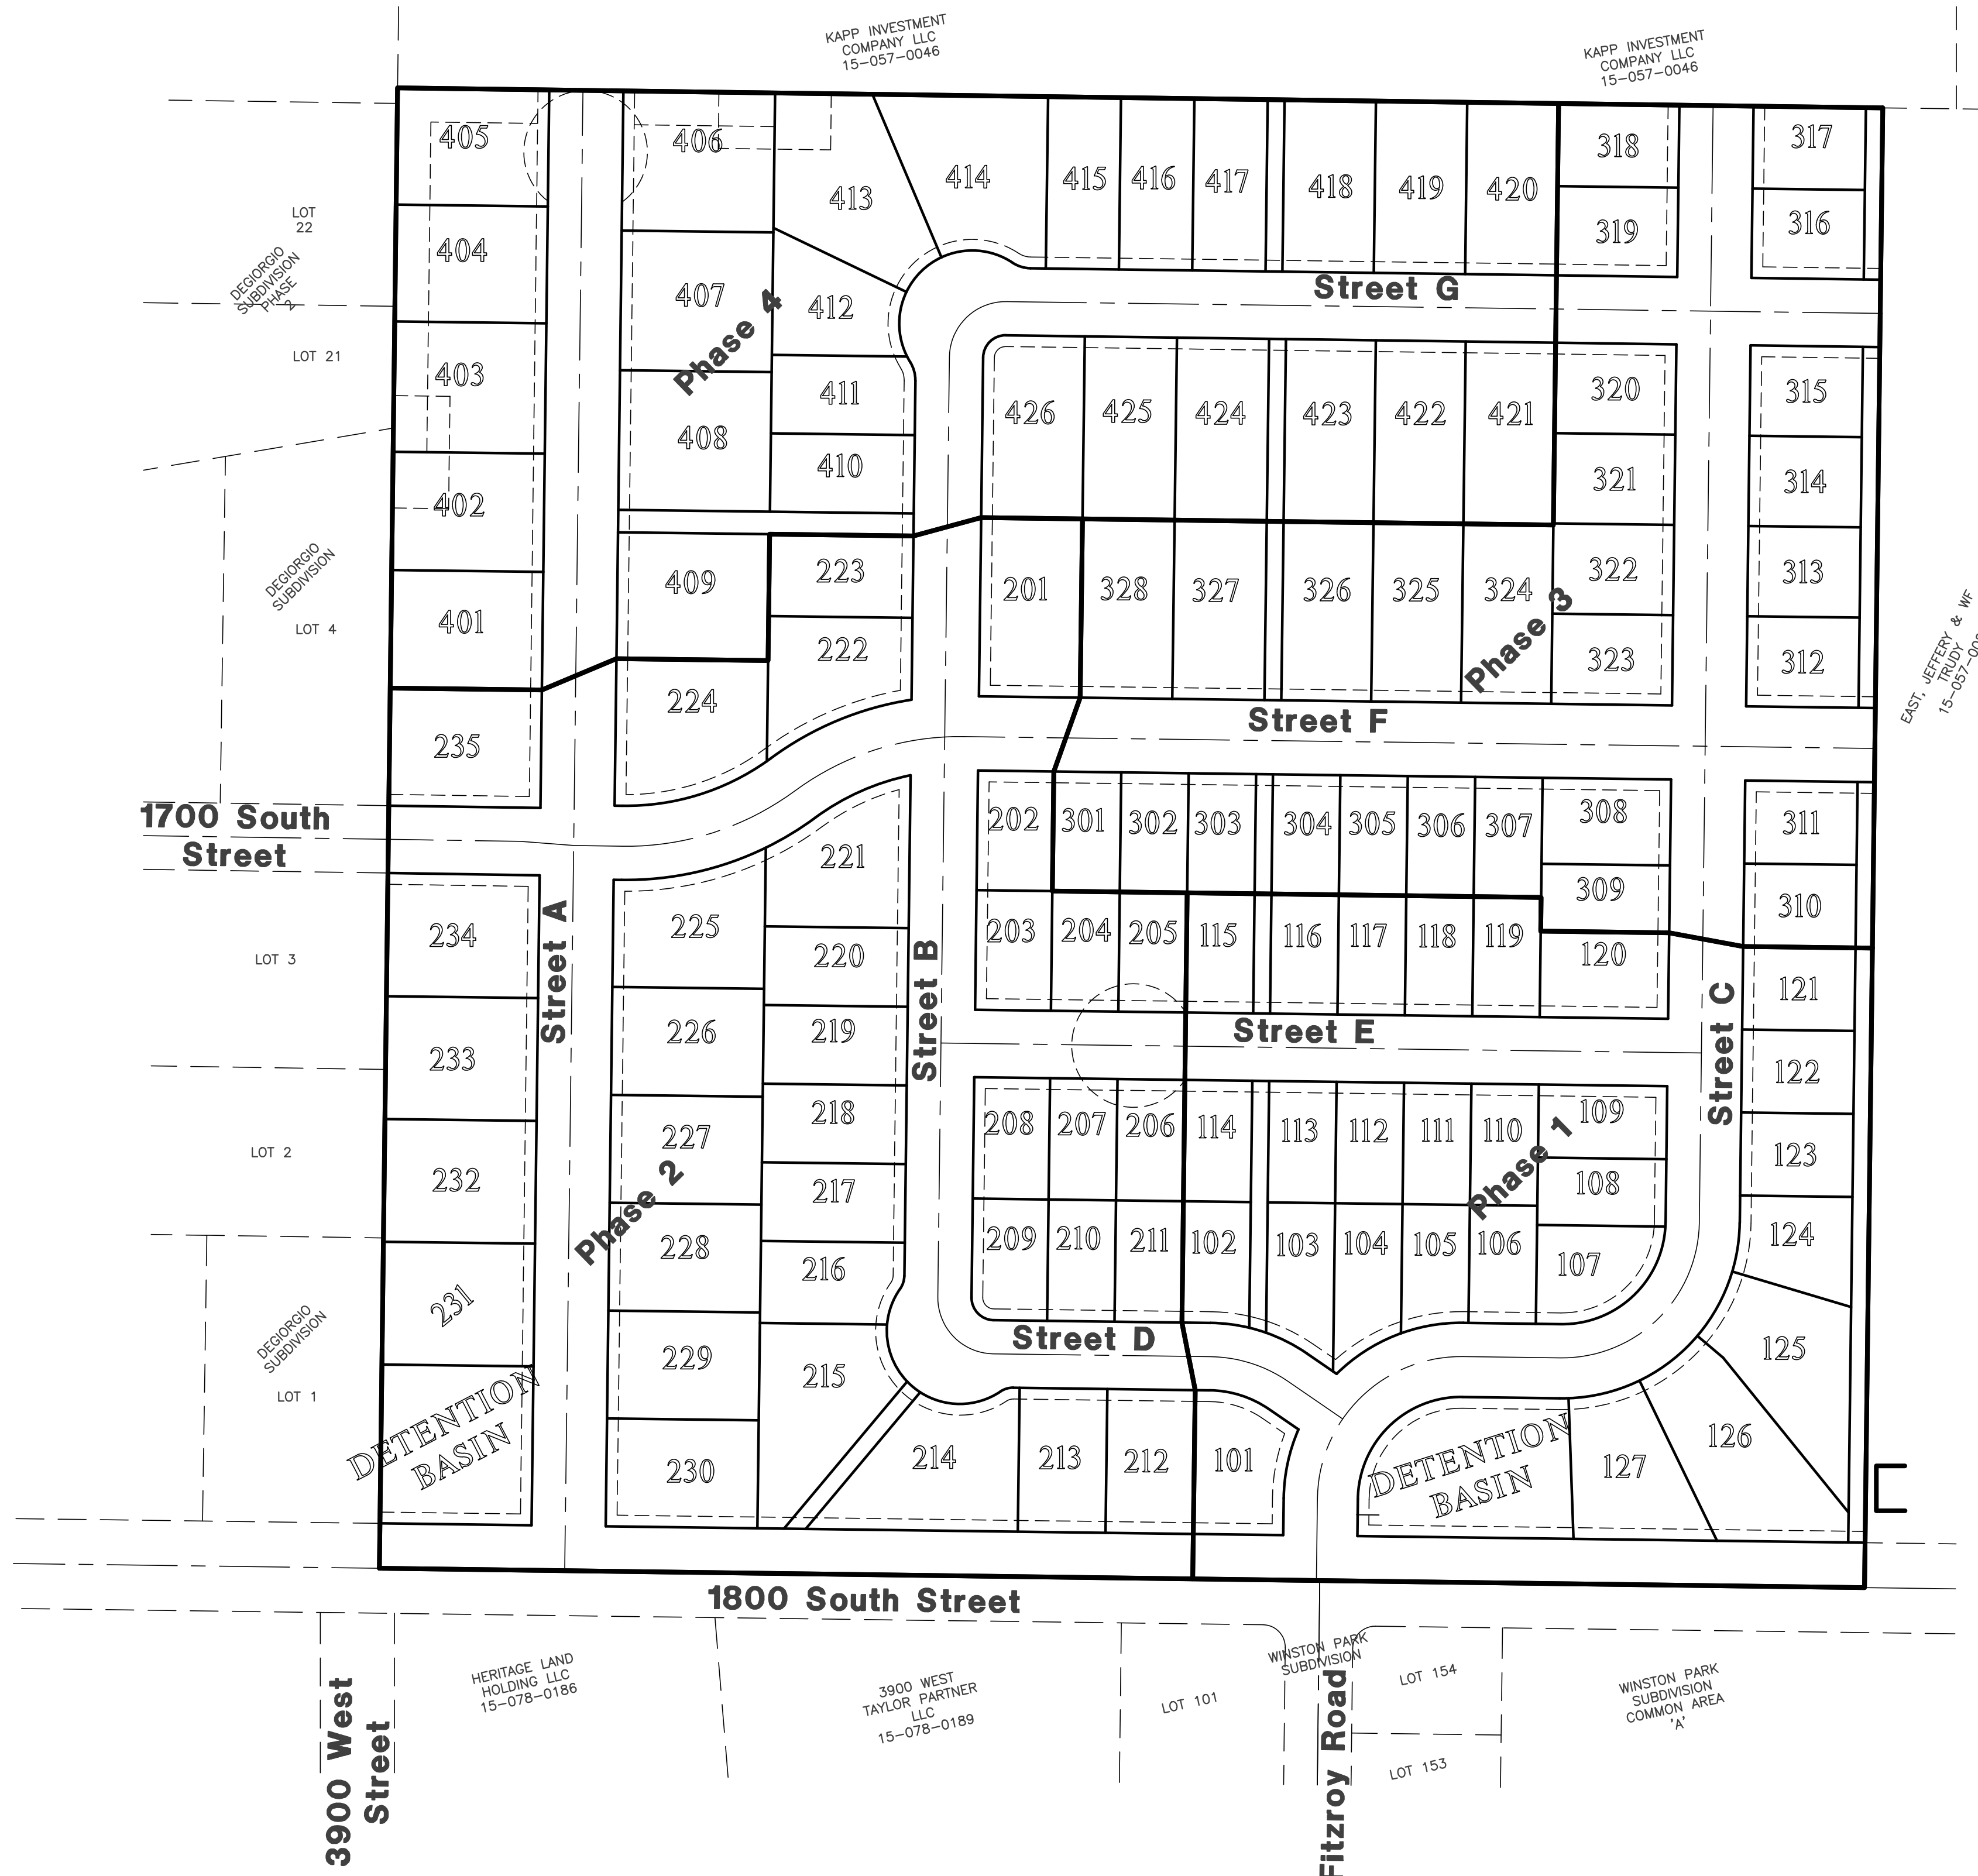 KAPP INVESTMENT
COMPANY LLC
15-057-0046
KAPP INVESTMENT
COMPANY LLC
15-057-0046
405
406
413
414
415
416
417
418
419
420
318
317
319
316
LOT
22
404
407
412
DEGIORGIO
SUBDIVISION
PHASE
2
Street G
LOT 21
403
Phase 4
411
408
410
426
425
424
423
422
421
320
315
321
314
402
DEGIORGIO
SUBDIVISION
LOT 4
401
409
223
222
201
328
327
326
325
324
322
313
323
312
Phase 3
EAST, JEFFERY & WF
TRUDY
235
224
Street F
1700 South
Street
221
202
301
302
303
304
305
306
307
308
311
309
310
LOT 3
234
Street A
225
220
Street B
203
204
205
115
116
117
118
119
120
121
Street C
233
226
219
Street E
122
LOT 2
232
227
218
217
208
207
206
114
113
112
111
110
109
108
123
Phase 2
Phase 1
228
216
209
210
211
102
103
104
105
106
107
124
231
DEGIORGIO
SUBDIVISION
LOT 1
229
215
Street D
125
DETENTION
BASIN
230
214
213
212
101
DETENTION
BASIN
127
126
1800 South Street
3900 West
Street
HERITAGE LAND
HOLDING LLC
15-078-0186
3900 WEST
TAYLOR PARTNER
LLC
15-078-0189
LOT 101
WINSTON PARK
SUBDIVISION
Fitzroy Road
LOT 154
LOT 153
WINSTON PARK
SUBDIVISION
COMMON AREA
'A'